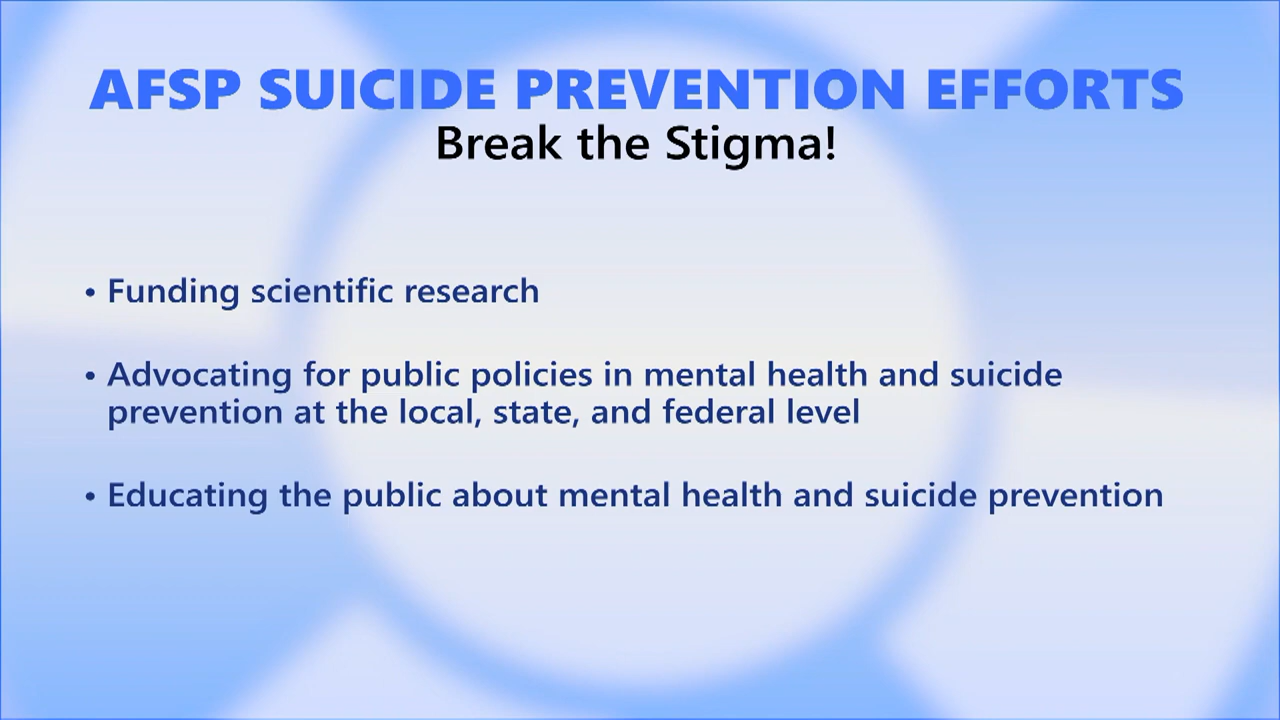 AFSP SUICIDE PREVENTION EFFORTS
Break the Stigma!
• Funding scientific research
• Advocating for public policies in mental health and suicide
prevention at the local, state, and federal level
• Educating the public about mental health and suicide prevention